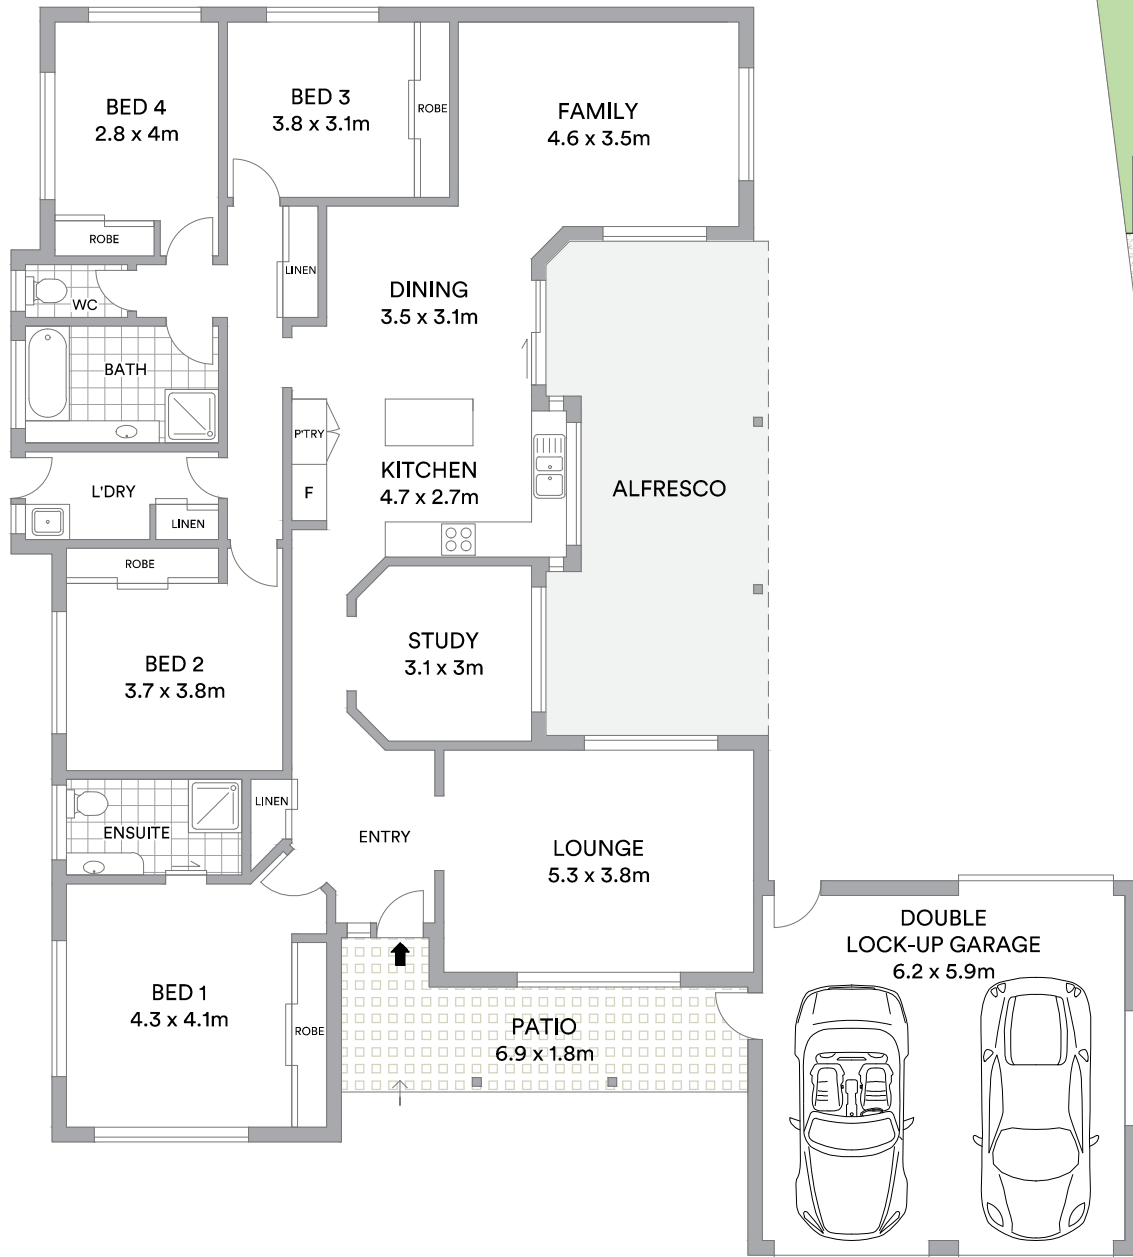 BED 4
2.8 x 4m
BED 3
3.8 x 3.1m
ROBE
FAMILY
4.6 x 3.5m
ROBE
LINEN
WC
DINING
3.5 x 3.1m
BATH
P'TRY
KITCHEN
4.7 x 2.7m
F
ALFRESCO
L'DRY
LINEN
ROBE
STUDY
3.1 x 3m
BED 2
3.7 x 3.8m
LINEN
ENSUITE
ENTRY
LOUNGE
5.3 x 3.8m
DOUBLE
LOCK-UP GARAGE
6.2 x 5.9m
BED 1
4.3 x 4.1m
ROBE
PATIO
6.9 x 1.8m